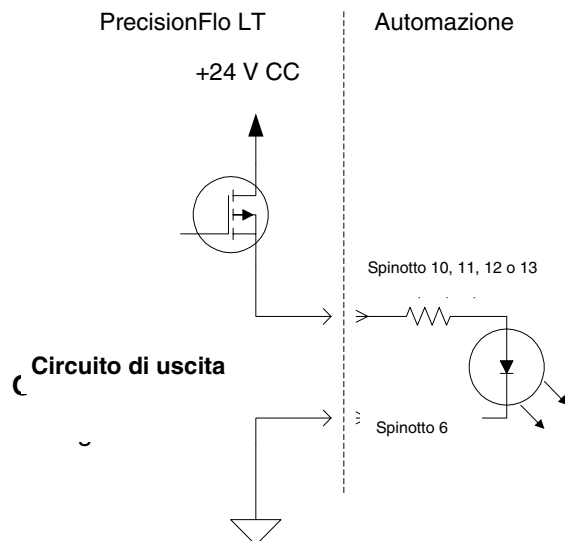 PrecisionFlo LT
Automazione
+24 V CC
Spinotto 10, 11, 12 o 13
Circuito di uscita
Spinotto 6